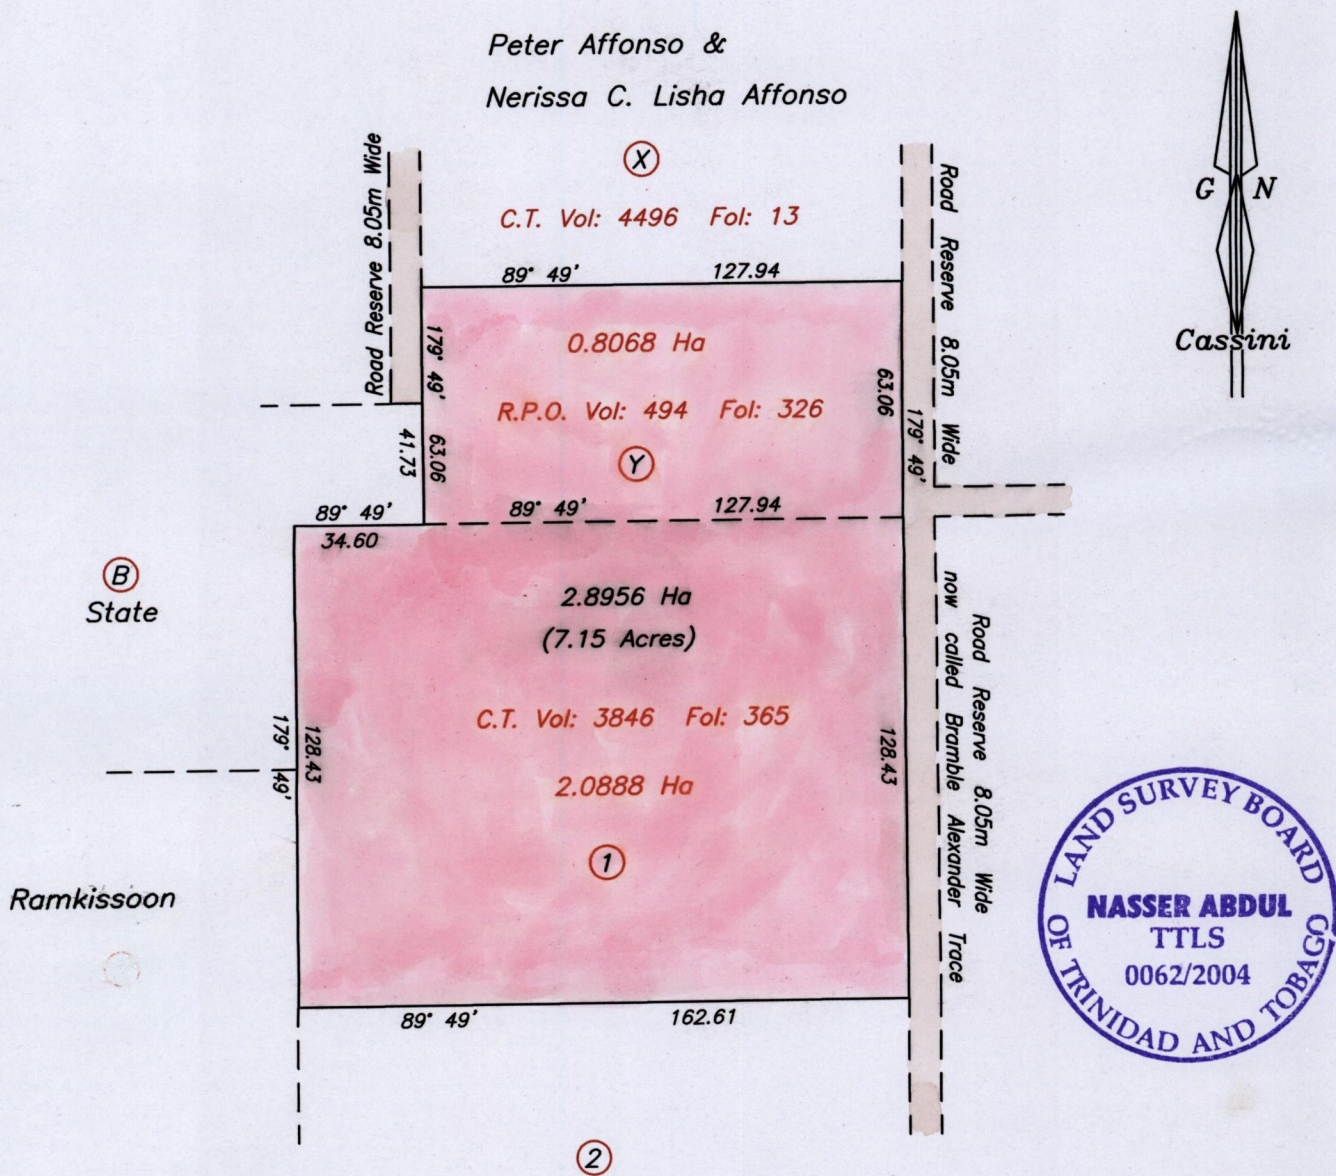 Peter Affonso &
Nerissa C. Lisha Affonso
X
C.T. Vol: 4496 Fol: 13
Road Reserve 8.05m Wide
Road Reserve 8.05m Wide
G N
Cassini
89° 49' 127.94
179° 49'
63.06
41.73
0.8068 Ha
R.P.O. Vol: 494 Fol: 326
Y
63.06
179° 49'
89° 49'
34.60
89° 49' 127.94
B
State
2.8956 Ha
(7.15 Acres)
C.T. Vol: 3846 Fol: 365
2.0888 Ha
1
179° 49'
128.43
128.43
Road Reserve 8.05m Wide
now called Bramble Alexander Trace
Ramkissoon
89° 49' 162.61
2
LAND SURVEY BOARD
NASSER ABDUL
TTLS
0062/2004
OF TRINIDAD AND TOBAGO